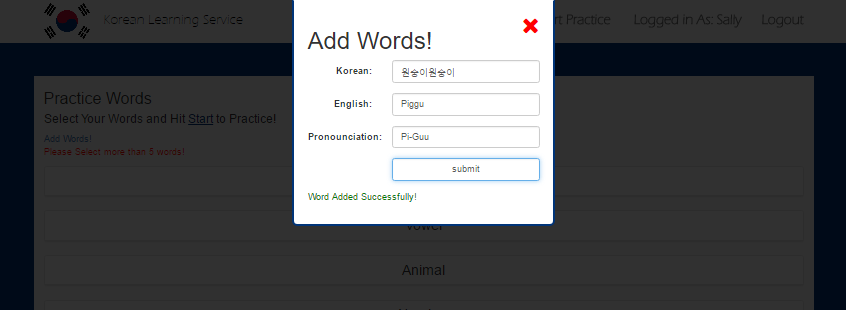 Korean Learning Service
rt Practice
Logged in As: Sally
Logout
Add Words!
Korean:
원숭이원숭이
English:
Piggu
Pronounciation:
Pi-Guu
submit
Word Added Successfully!
Practice Words
Select Your Words and Hit Start to Practice!
Add Words!
Please Select more than 5 words!
Vowel
Animal